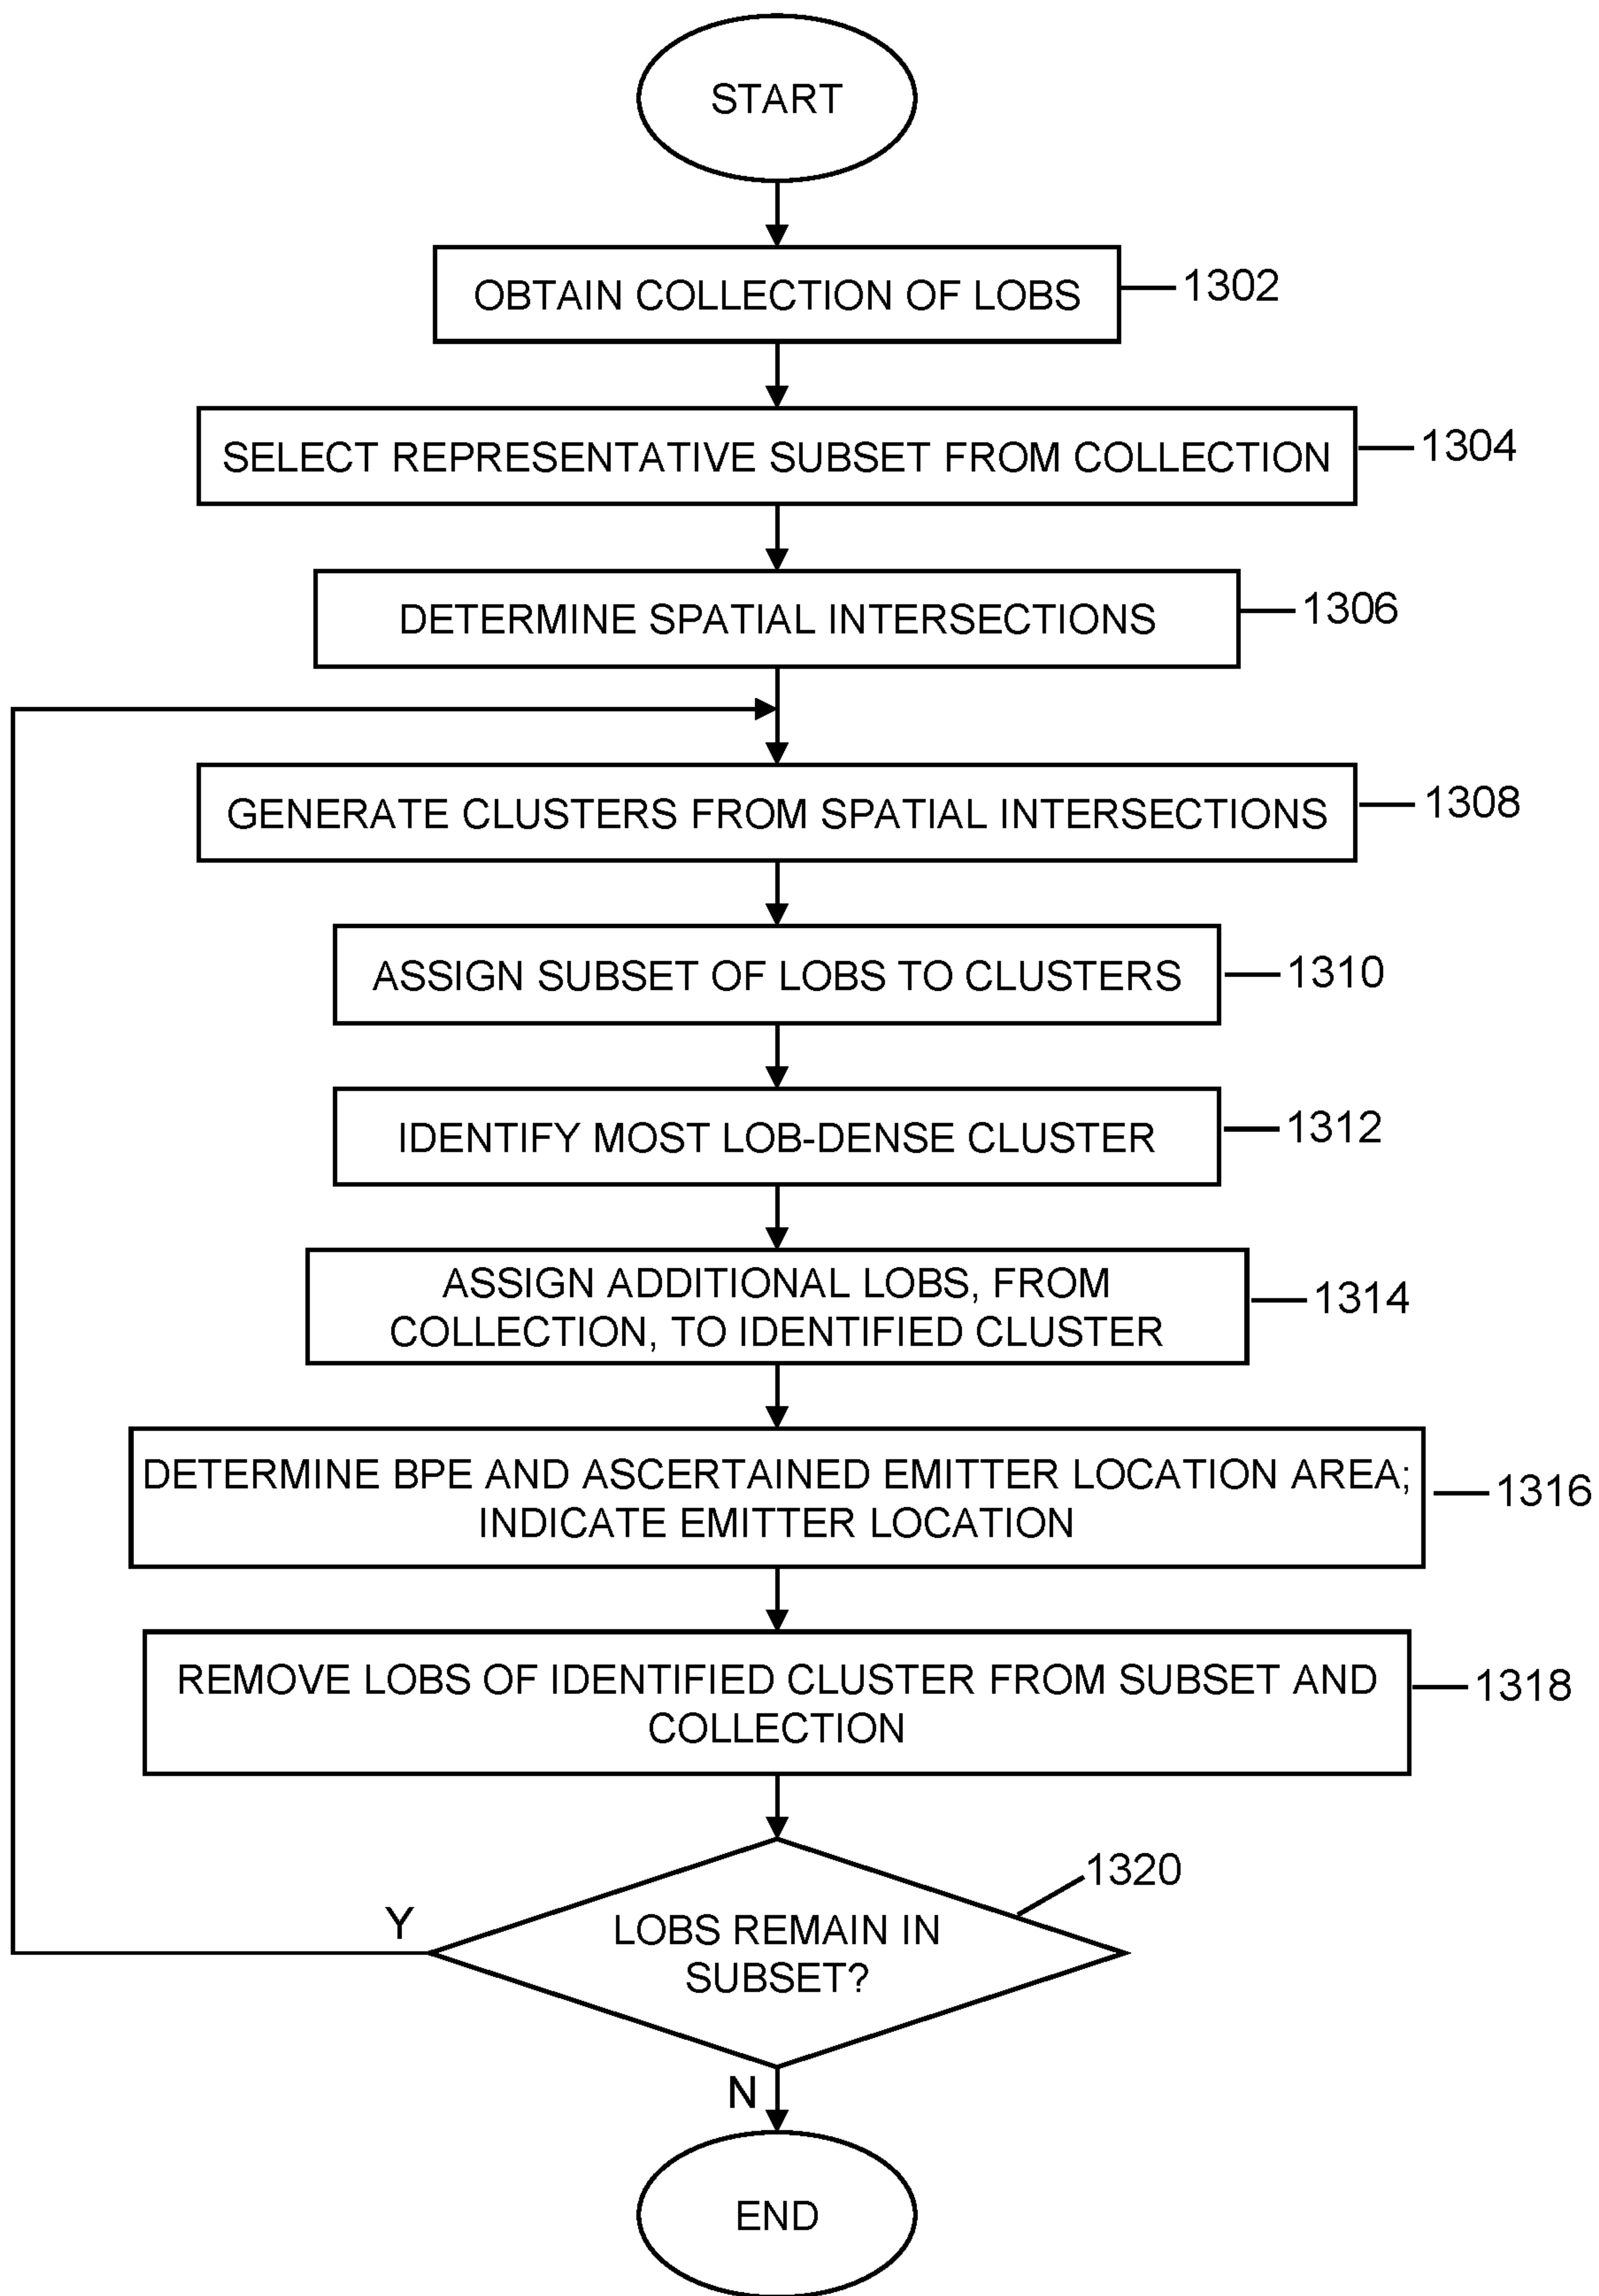 START
OBTAIN COLLECTION OF LOBS
1302
SELECT REPRESENTATIVE SUBSET FROM COLLECTION
1304
DETERMINE SPATIAL INTERSECTIONS
1306
GENERATE CLUSTERS FROM SPATIAL INTERSECTIONS
1308
ASSIGN SUBSET OF LOBS TO CLUSTERS
1310
IDENTIFY MOST LOB-DENSE CLUSTER
1312
ASSIGN ADDITIONAL LOBS, FROM
COLLECTION, TO IDENTIFIED CLUSTER
1314
DETERMINE BPE AND ASCERTAINED EMITTER LOCATION AREA;
INDICATE EMITTER LOCATION
1316
REMOVE LOBS OF IDENTIFIED CLUSTER FROM SUBSET AND
COLLECTION
1318
1320
Y
LOBS REMAIN IN
SUBSET?
N
END